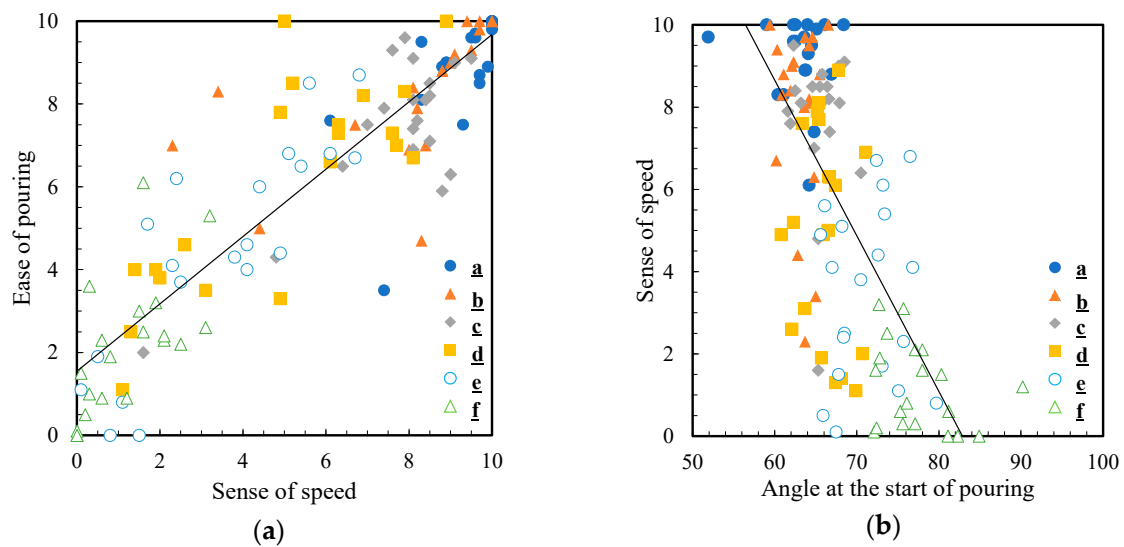 10
8
6
4
2
0
Ease of pouring
a
b
c
d
e
f
0 2 4 6 8 10
Sense of speed
(a)
10
8
6
4
2
0
Sense of speed
a
b
c
d
e
f
50 60 70 80 90 100
Angle at the start of pouring
(b)